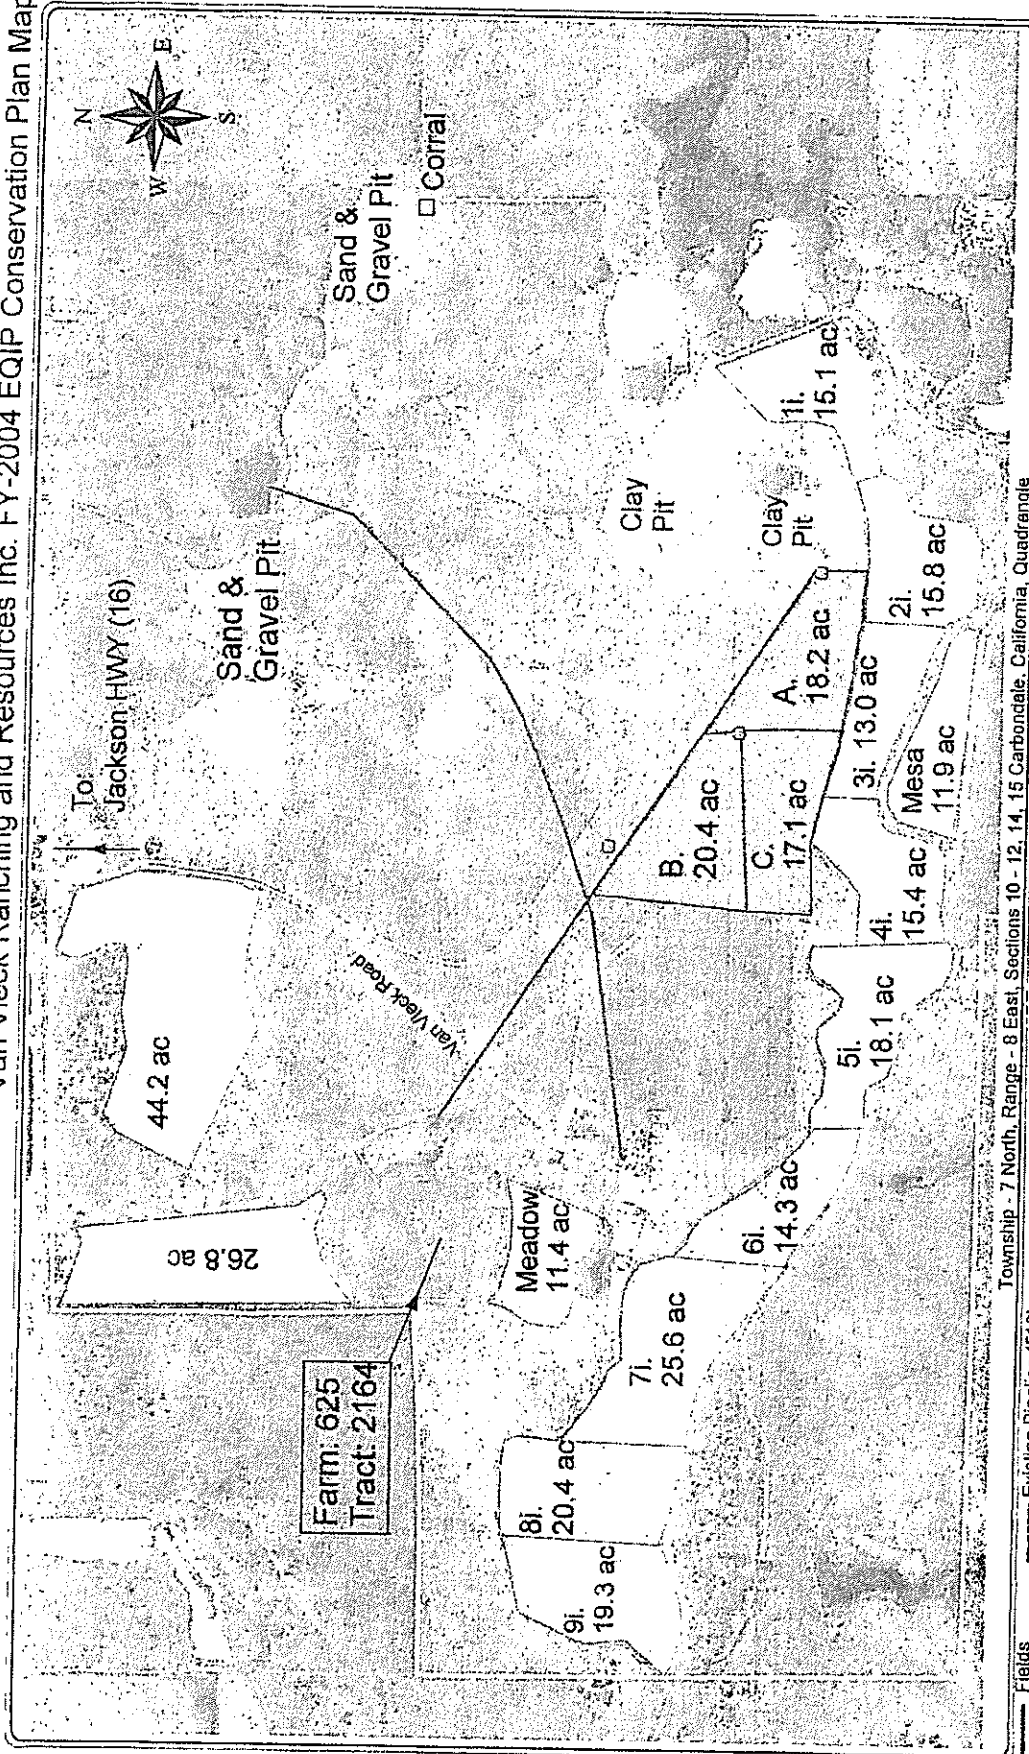 Van Vleck Ranching and Resources Inc. FY-2004 EQIP Conservation Plan Map
N
E
S
W
To:
Jackson HWY (16)
Sand &
Gravel Pit
Sand &
Gravel Pit
Corral
44.2 ac
26.8 ac
Van Vleck Road
Farm: 625
Tract: 2164
Meadow
11.4 ac
Clay
Pit
Clay
Pit
B.
20.4 ac
C.
17.1 ac
A.
18.2 ac
1i.
15.1 ac
2i.
15.8 ac
3i. 13.0 ac
Mesa
11.9 ac
4i.
15.4 ac
5i.
18.1 ac
6i.
14.3 ac
7i.
25.6 ac
8i.
20.4 ac
9i.
19.3 ac
Township - 7 North, Range - 8 East, Sections 10 - 12, 14, 15 Carbondale, California, Quadrangle
Fields
Existing